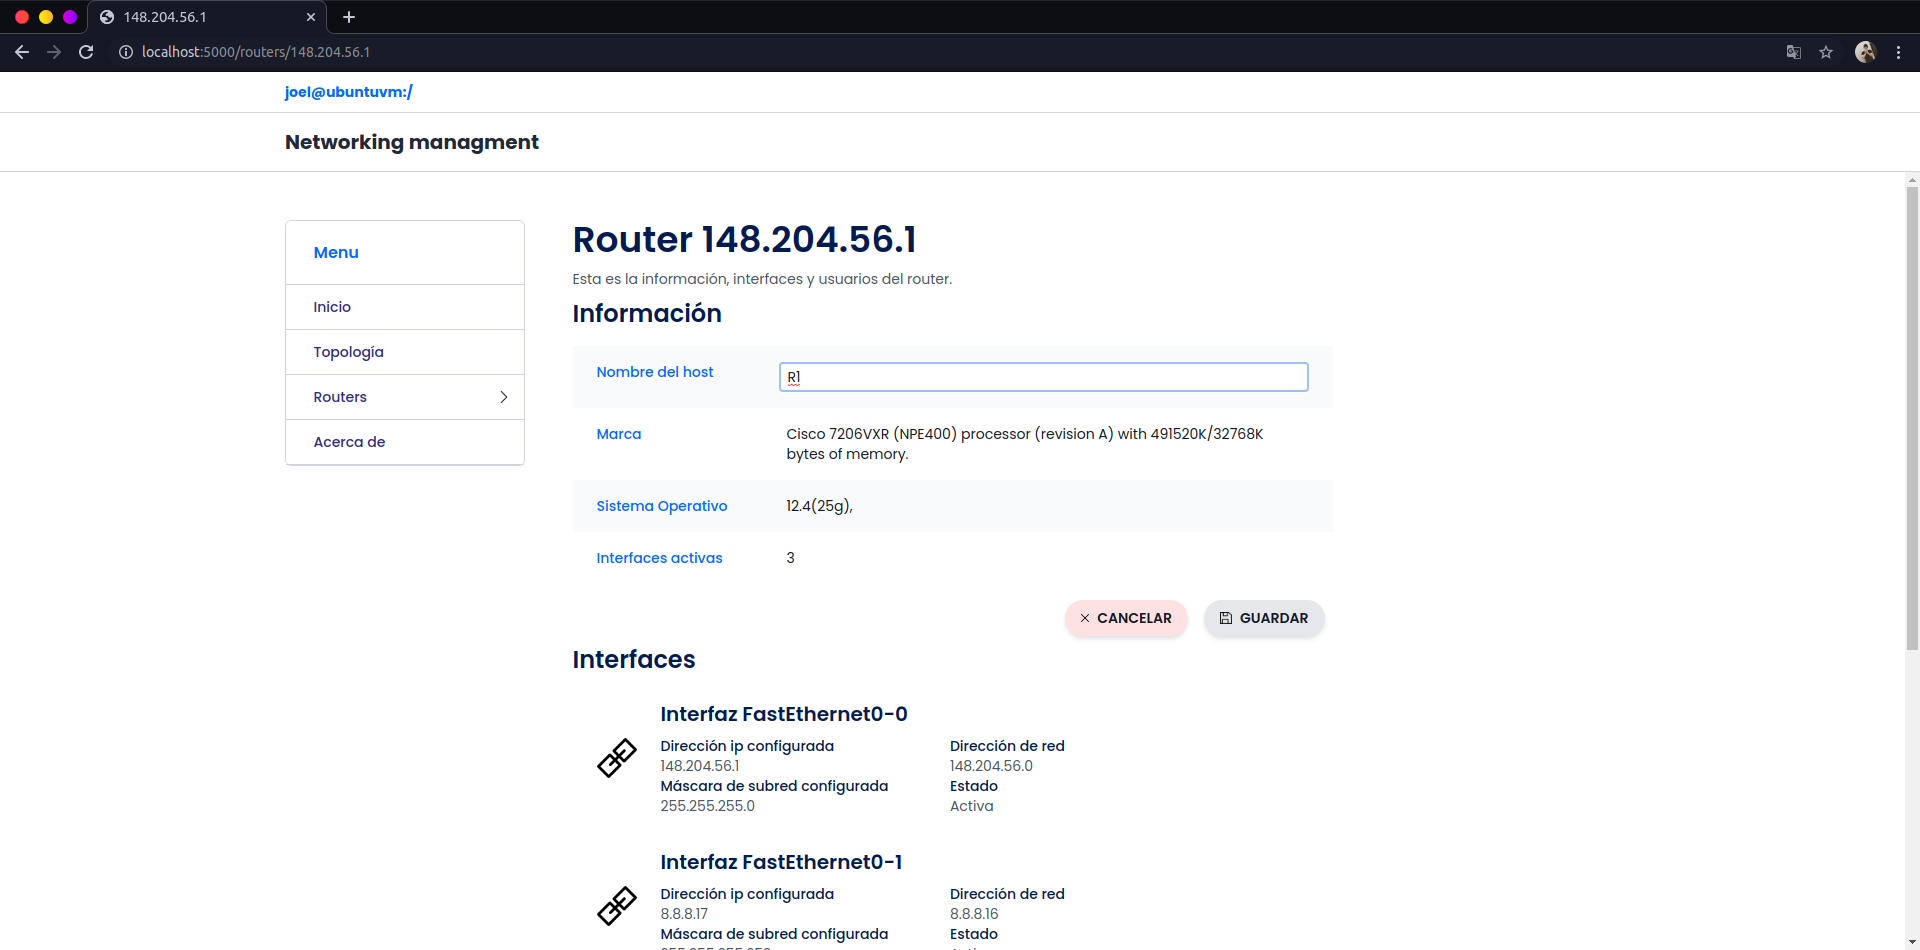 148.204.56.1
localhost:5000/routers/148.204.56.1
joel@ubuntuvm:/
Networking managment
Menu
Inicio
Topología
Routers
Acerca de
Router 148.204.56.1
Esta es la información, interfaces y usuarios del router.
Información
Nombre del host R1
Marca Cisco 7206VXR (NPE400) processor (revision A) with 491520K/32768K
bytes of memory.
Sistema Operativo 12.4(25g),
Interfaces activas 3
CANCELAR GUARDAR
Interfaces
Interfaz FastEthernet0-0
Dirección ip configurada Dirección de red
148.204.56.1 148.204.56.0
Máscara de subred configurada Estado
255.255.255.0 Activa
Interfaz FastEthernet0-1
Dirección ip configurada Dirección de red
8.8.8.17 8.8.8.16
Máscara de subred configurada Estado